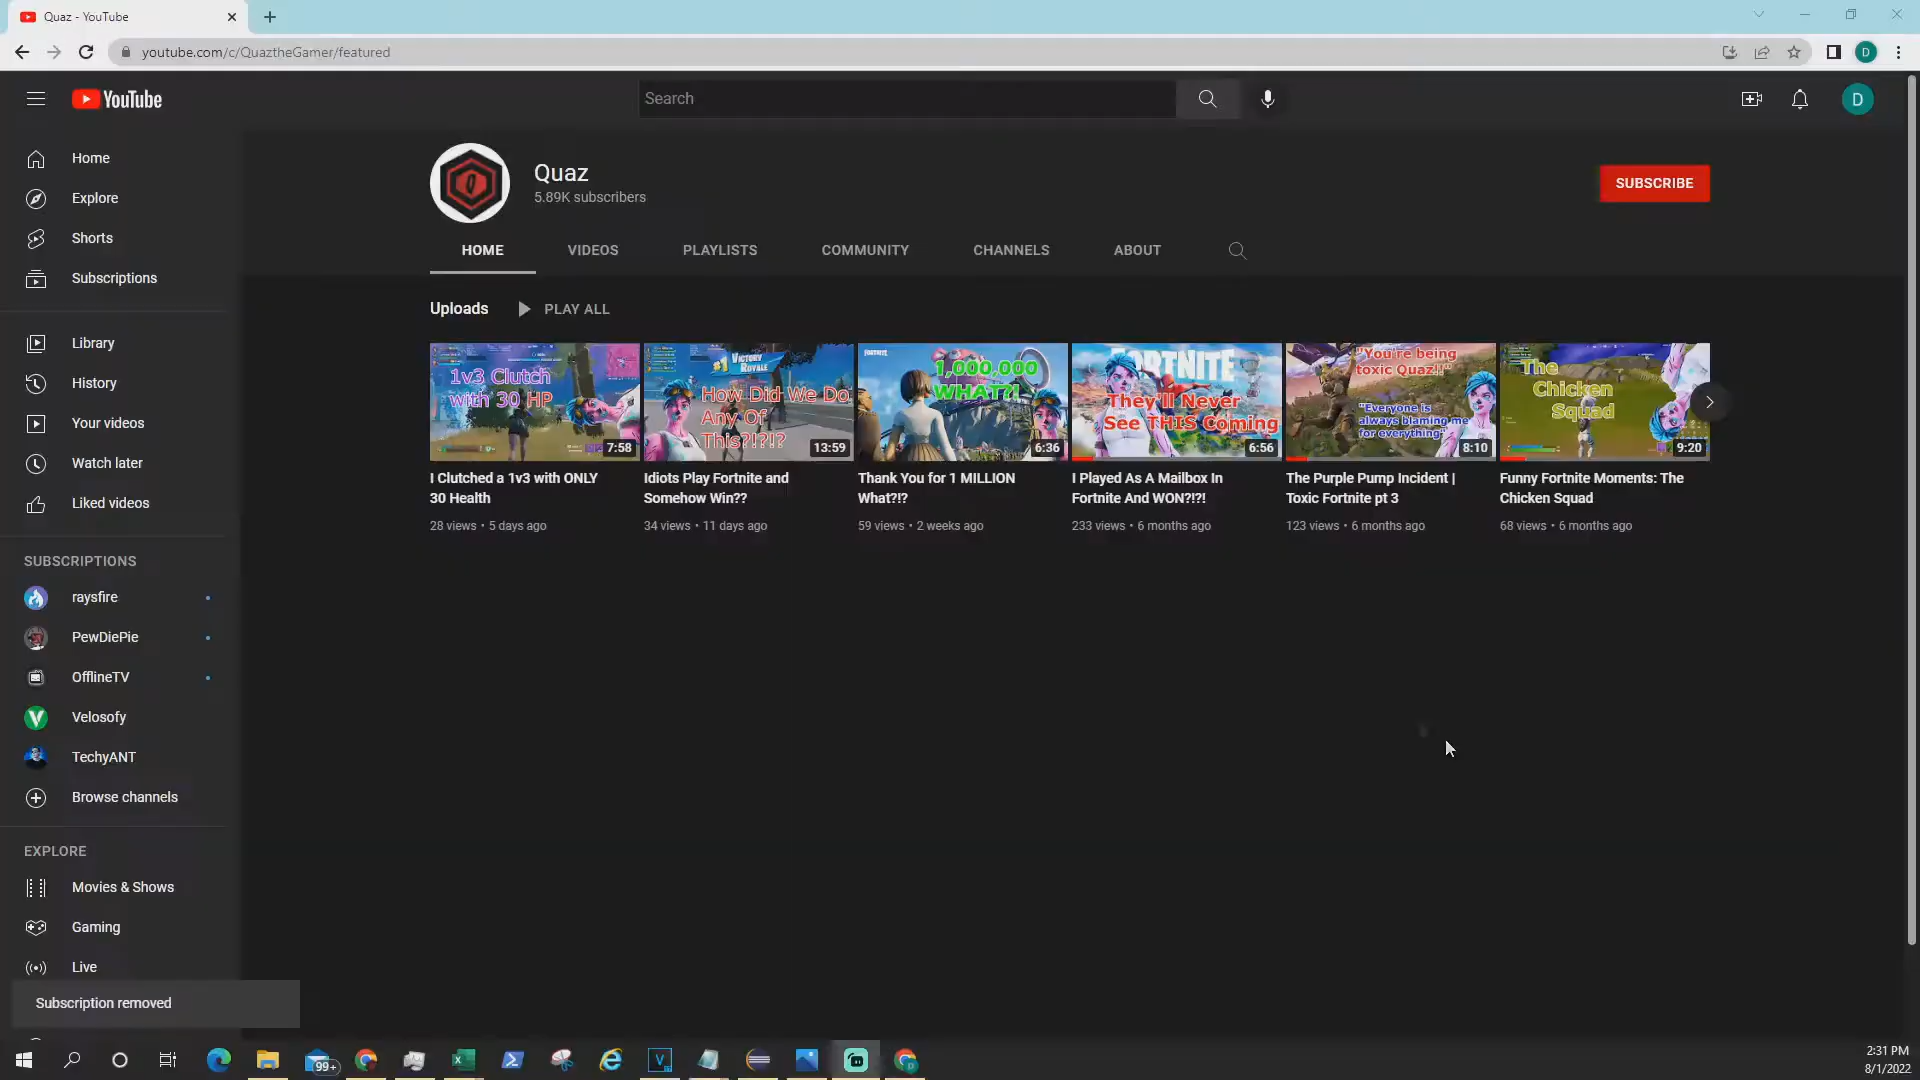 Quaz - YouTube
youtube.com/c/QuaztheGamer/featured
D
YouTube
Search
D
Home
Explore
Shorts
Subscriptions
Library
History
Your videos
Watch later
Liked videos
SUBSCRIPTIONS
raysfire
PewDiePie
OfflineTV
Velosofy
TechyANT
Browse channels
EXPLORE
Movies & Shows
Gaming
Live
Subscription removed
Quaz
5.89K subscribers
SUBSCRIBE
HOME
VIDEOS
PLAYLISTS
COMMUNITY
CHANNELS
ABOUT
Uploads
PLAY ALL
1v3 Clutch
with 30 HP
7:58
I Clutched a 1v3 with ONLY
30 Health
28 views • 5 days ago
#1 VICTORY
ROYALE
How Did We Do
Any Of
This?!?!?
13:59
Idiots Play Fortnite and
Somehow Win??
34 views • 11 days ago
FORTNITE
1,000,000
WHAT?!
6:36
Thank You for 1 MILLION
What?!?
59 views • 2 weeks ago
FORTNITE
They'll Never
See THIS Coming
6:56
I Played As A Mailbox In
Fortnite And WON?!?!
233 views • 6 months ago
"You're being
toxic Quaz!!"
"Everyone is
always blaming me
for everything"
8:10
The Purple Pump Incident |
Toxic Fortnite pt 3
123 views • 6 months ago
The
Chicken
Squad
9:20
Funny Fortnite Moments: The
Chicken Squad
68 views • 6 months ago
99+
2:31 PM
8/1/2022